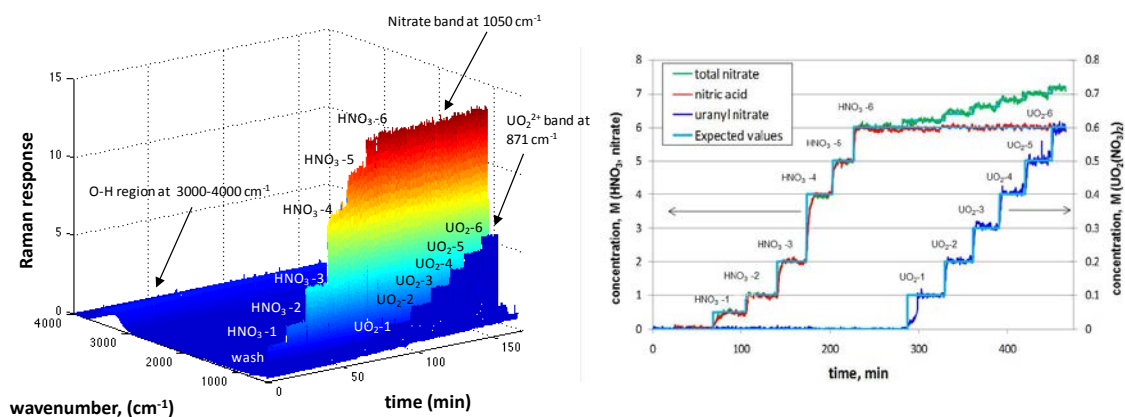 Nitrate band at 1050 cm-1
15
10
5
0
Raman response
HNO3-6
UO2²⁺ band at
871 cm-1
HNO3-5
O-H region at 3000-4000 cm-1
HNO3-4
UO2-6
UO2-5
UO2-4
HNO3-3
UO2-3
UO2-2
HNO3-2
HNO3-1
UO2-1
wash
4000
3000
2000
1000
0
50
100
150
wavenumber, (cm-1)
time (min)
8
7
6
5
4
3
2
1
0
concentration, M (HNO3, nitrate)
total nitrate
nitric acid
uranyl nitrate
Expected values
HNO3-6
HNO3-5
HNO3-4
HNO3-3
HNO3-2
HNO3-1
UO2-6
UO2-5
UO2-4
UO2-3
UO2-2
UO2-1
0.8
0.7
0.6
0.5
0.4
0.3
0.2
0.1
0
concentration, M (UO2(NO3)2
0
100
200
300
400
time, min